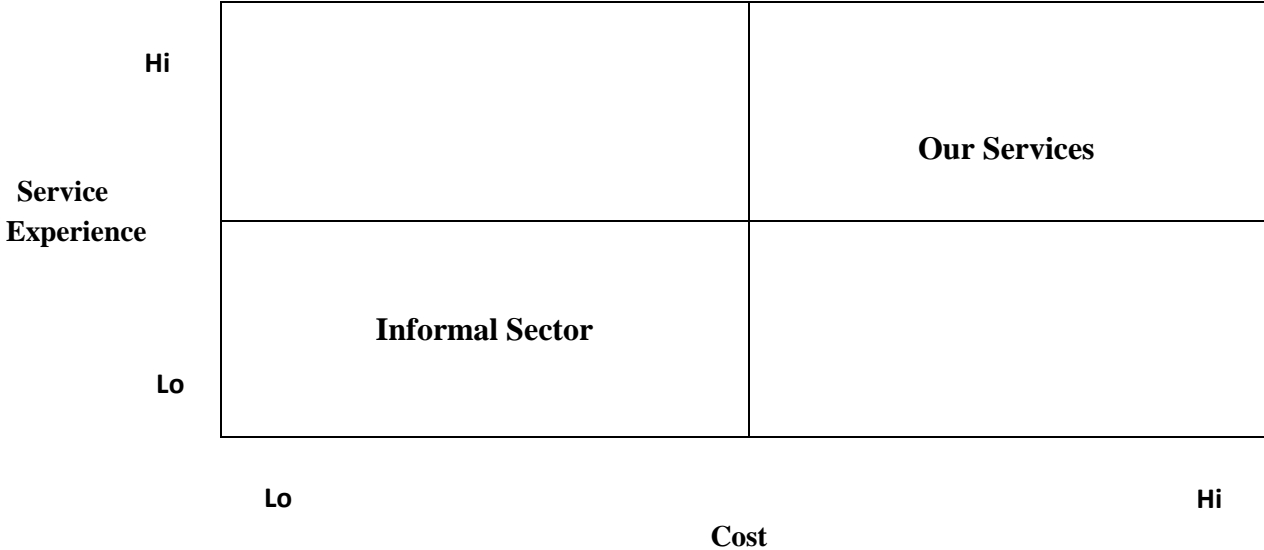 Hi
Our Services
Service
Experience
Informal Sector
Lo
Lo
Hi
Cost